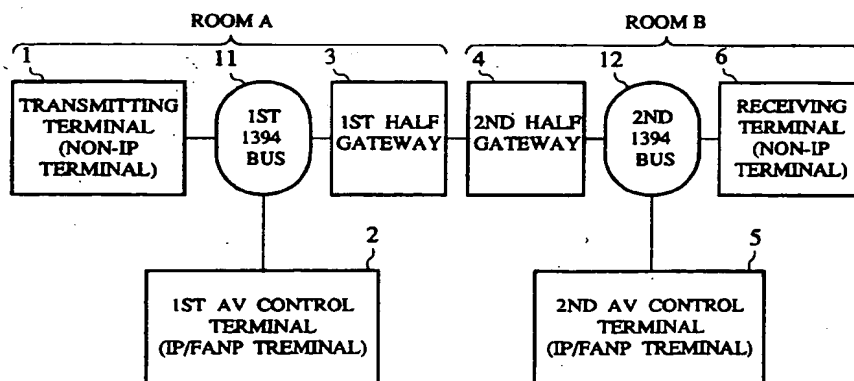 ROOM A
ROOM B
1
11
3
4
12
6
TRANSMITTING
TERMINAL
(NON-IP
TERMINAL)
1ST
1394
BUS
1ST HALF
GATEWAY
2ND HALF
GATEWAY
2ND
1394
BUS
RECEIVING
TERMINAL
(NON-IP
TERMINAL)
2
5
1ST AV CONTROL
TERMINAL
(IP/FANP TREMINAL)
2ND AV CONTROL
TERMINAL
(IP/FANP TREMINAL)